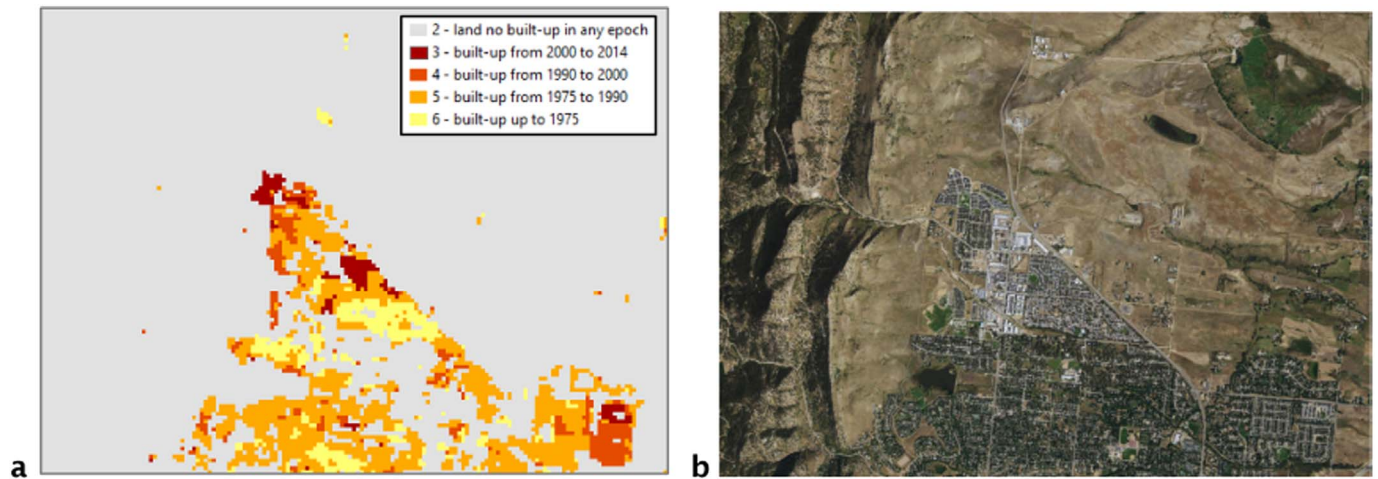 2 - land no built-up in any epoch
3 - built-up from 2000 to 2014
4 - built-up from 1990 to 2000
5 - built-up from 1975 to 1990
6 - built-up up to 1975
a
b